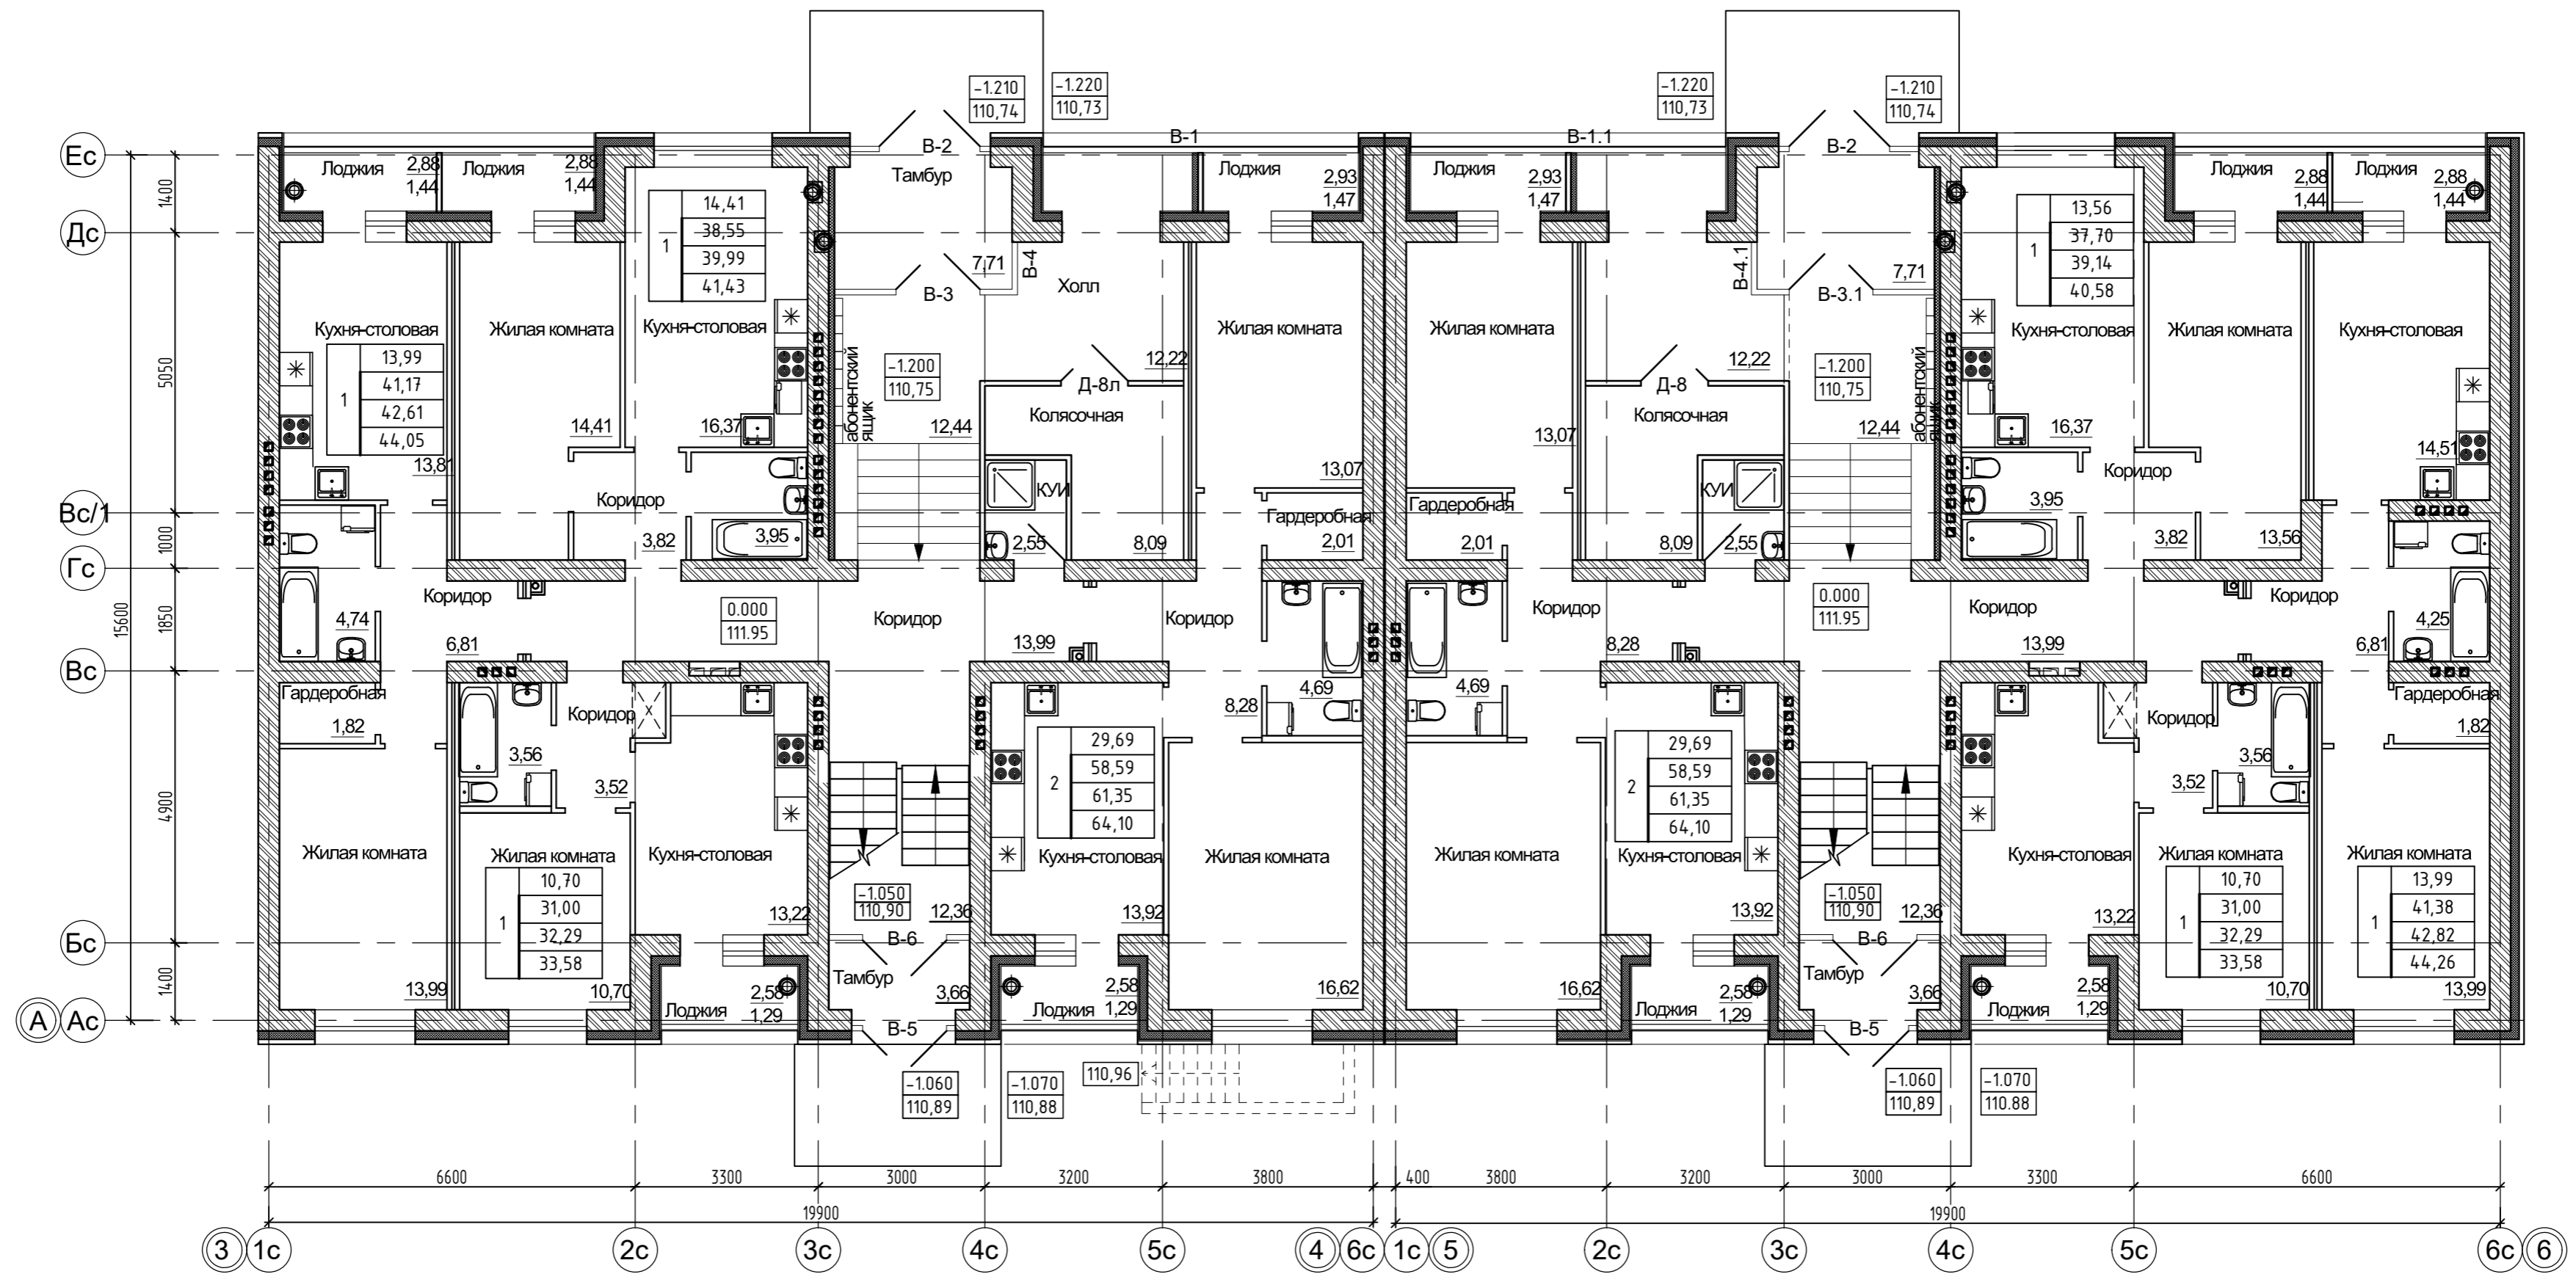 -1.210
110,74
-1.220
110,73
-1.220
110,73
-1.210
110,74
Ес
Дс
Вс/1
Гс
Вс
Бс
А
Ас
1400
5050
1000
1850
4900
1400
15600
В-2
В-1
В-1.1
В-2
Лоджия
2,88
1,44
Лоджия
2,88
1,44
Тамбур
Лоджия
2,93
1,47
Лоджия
2,93
1,47
Лоджия
2,88
1,44
Лоджия
2,88
1,44
1
14,41
38,55
39,99
41,43
1
13,56
37,70
39,14
40,58
7,71
В-4
В-3
Холл
В-4.1
В-3.1
7,71
Кухня-столовая
Жилая комната
Кухня-столовая
Жилая комната
Жилая комната
Кухня-столовая
Жилая комната
Кухня-столовая
1
13,99
41,17
42,61
44,05
абонентский
ящик
-1.200
110,75
12,22
Д-8л
12,22
Д-8
-1.200
110,75
абонентский
ящик
Колясочная
Колясочная
13,81
14,41
16,37
12,44
13,07
13,07
12,44
16,37
14,51
Коридор
КУИ
Гардеробная
Гардеробная
КУИ
Коридор
3,82
3,95
2,55
8,09
2,01
2,01
8,09
2,55
3,95
3,82
13,56
Коридор
4,74
6,81
0.000
111.95
Коридор
13,99
Коридор
Коридор
8,28
0.000
111.95
Коридор
13,99
Коридор
6,81
4,25
Гардеробная
1,82
Коридор
3,56
3,52
8,28
4,69
4,69
Коридор
3,56
3,52
Гардеробная
1,82
2
29,69
58,59
61,35
64,10
2
29,69
58,59
61,35
64,10
Жилая комната
Жилая комната
Кухня-столовая
Кухня-столовая
Жилая комната
Жилая комната
Кухня-столовая
Кухня-столовая
Жилая комната
Жилая комната
1
10,70
31,00
32,29
33,58
-1.050
110,90
-1.050
110,90
1
10,70
31,00
32,29
33,58
1
13,99
41,38
42,82
44,26
13,22
12,36
13,92
13,92
12,36
13,22
В-6
В-6
Тамбур
Тамбур
13,99
10,70
Лоджия
2,58
1,29
3,66
Лоджия
2,58
1,29
16,62
16,62
Лоджия
2,58
1,29
3,66
Лоджия
2,58
1,29
10,70
13,99
В-5
В-5
-1.060
110,89
-1.070
110,88
110,96
-1.060
110,89
-1.070
110.88
6600
3300
3000
3200
3800
400
3800
3200
3000
3300
6600
19900
19900
3
1с
2с
3с
4с
5с
4
6с
1с
5
2с
3с
4с
5с
6с
6